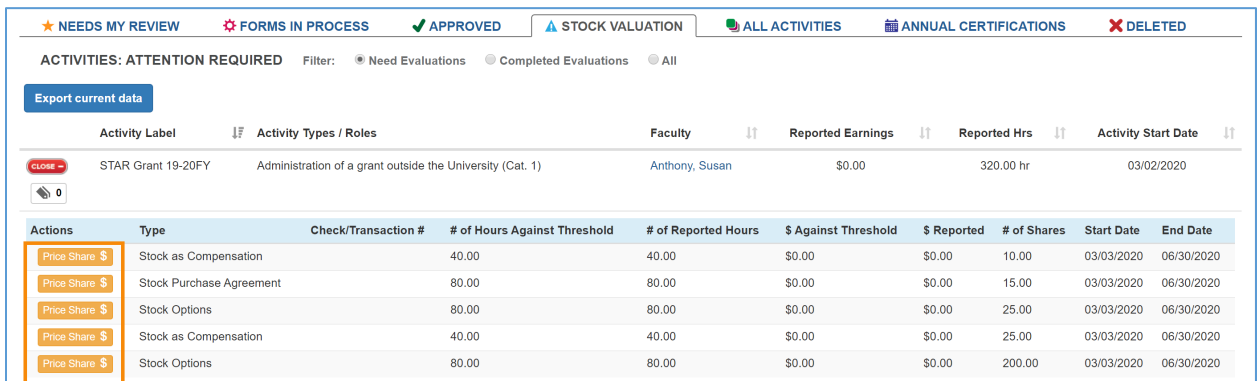 NEEDS MY REVIEW FORMS IN PROCESS APPROVED STOCK VALUATION ALL ACTIVITIES ANNUAL CERTIFICATIONS DELETED
ACTIVITIES: ATTENTION REQUIRED Filter: Need Evaluations Completed Evaluations All
Export current data
Activity Label Activity Types / Roles Faculty Reported Earnings Reported Hrs Activity Start Date
CLOSE − STAR Grant 19-20FY Administration of a grant outside the University (Cat. 1) Anthony, Susan $0.00 320.00 hr 03/02/2020
0
Actions Type Check/Transaction # # of Hours Against Threshold # of Reported Hours $ Against Threshold $ Reported # of Shares Start Date End Date
Price Share $ Stock as Compensation 40.00 40.00 $0.00 $0.00 10.00 03/03/2020 06/30/2020
Price Share $ Stock Purchase Agreement 80.00 80.00 $0.00 $0.00 15.00 03/03/2020 06/30/2020
Price Share $ Stock Options 80.00 80.00 $0.00 $0.00 25.00 03/03/2020 06/30/2020
Price Share $ Stock as Compensation 40.00 40.00 $0.00 $0.00 25.00 03/03/2020 06/30/2020
Price Share $ Stock Options 80.00 80.00 $0.00 $0.00 200.00 03/03/2020 06/30/2020